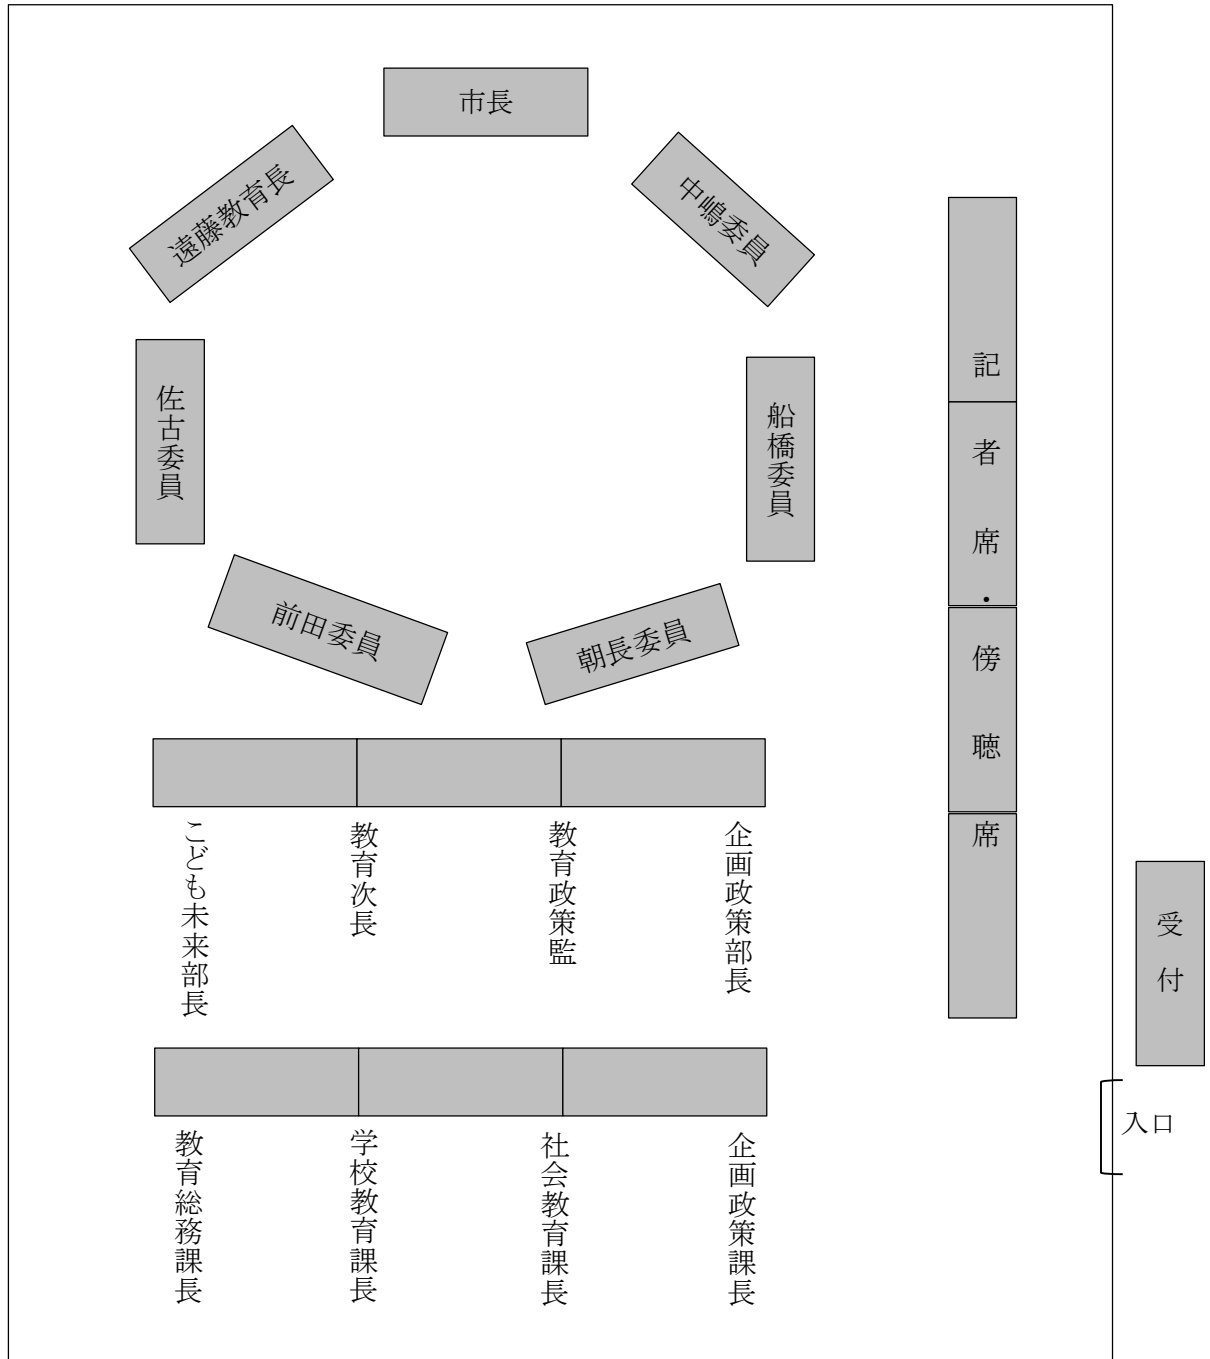 市長
遠藤教育長
中嶋委員
佐古委員
船橋委員
前田委員
朝長委員
記者席・傍聴席
こども未来部長
教育次長
教育政策監
企画政策部長
受付
入口
教育総務課長
学校教育課長
社会教育課長
企画政策課長